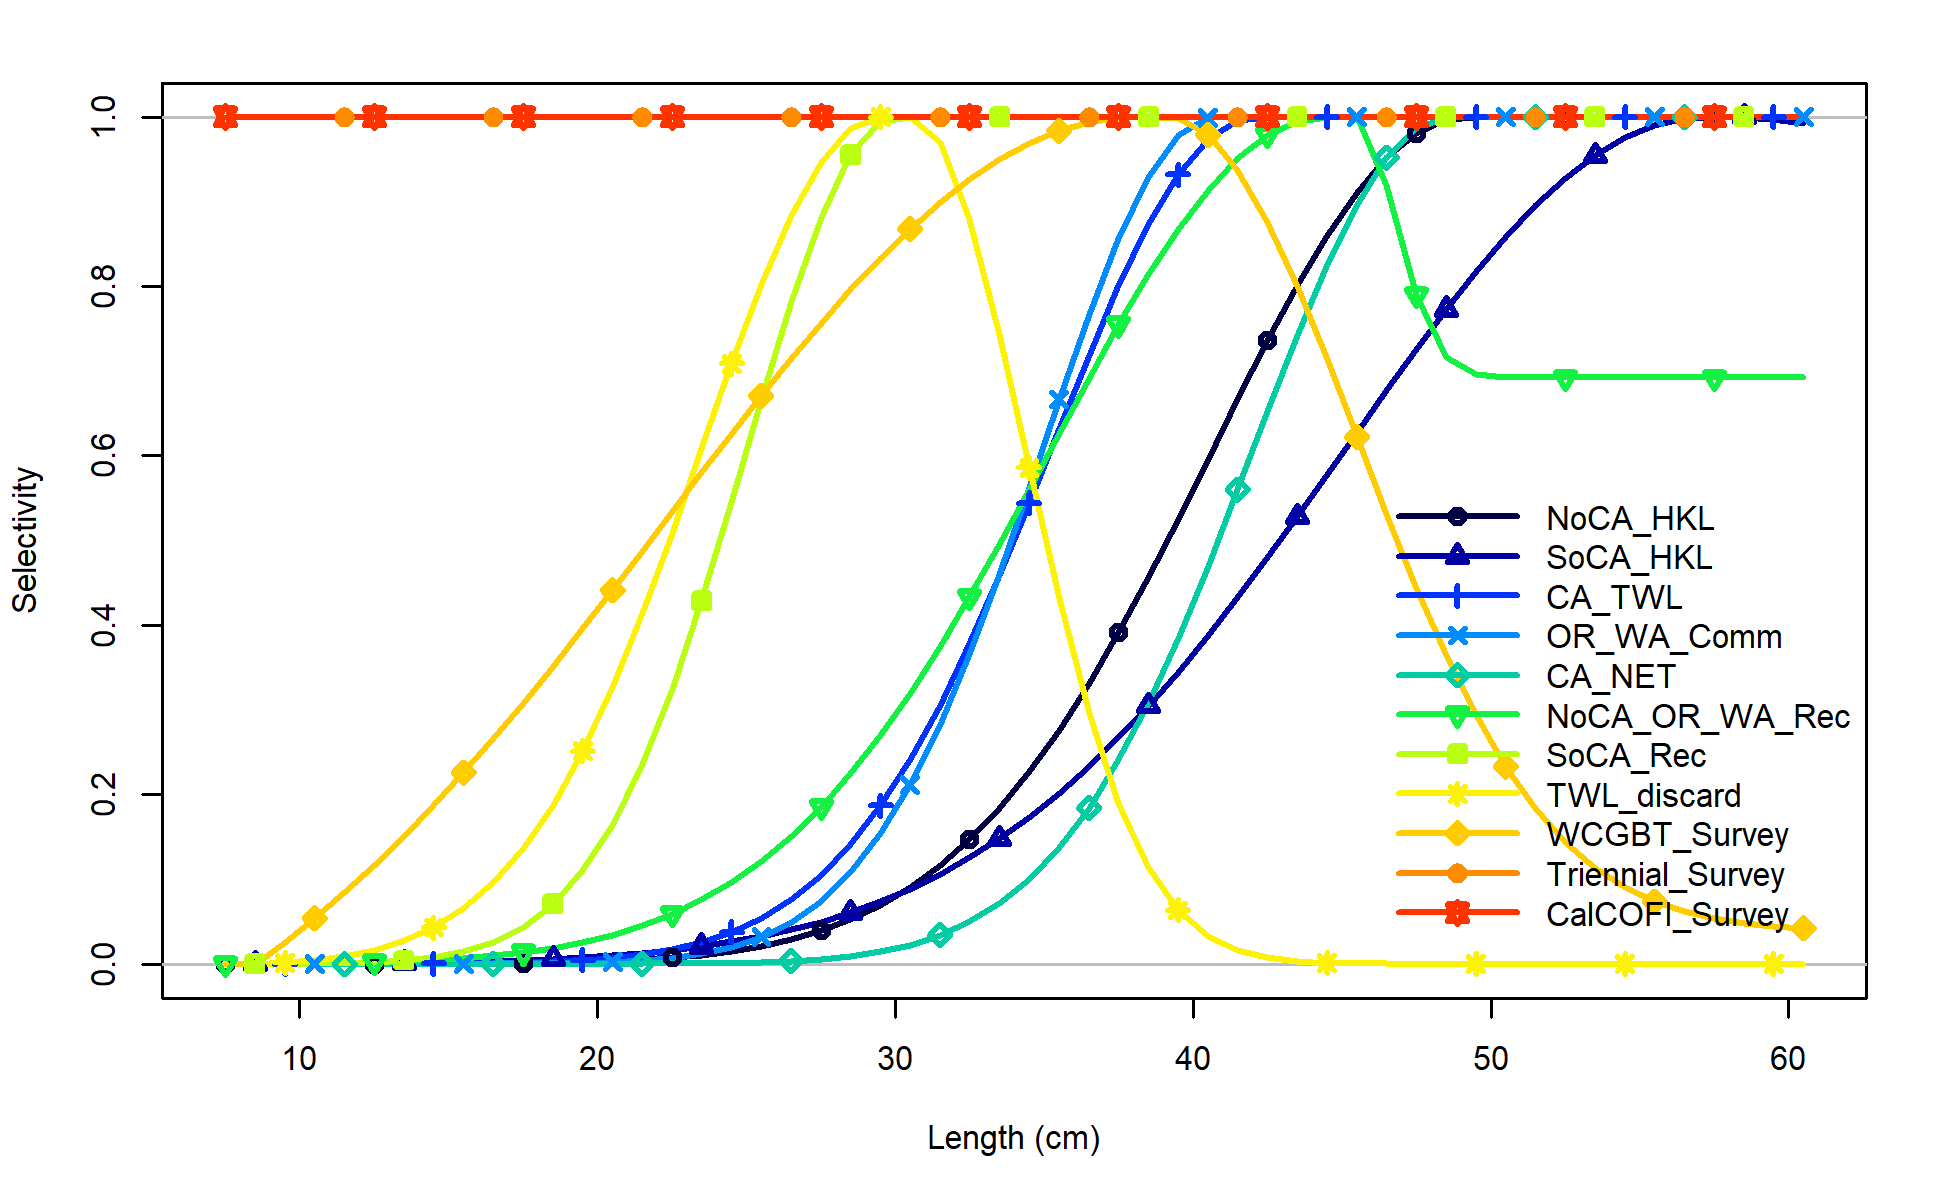 Selectivity
1.0
0.8
0.6
0.4
0.2
0.0
NoCA_HKL
SoCA_HKL
CA_TWL
OR_WA_Comm
CA_NET
NoCA_OR_WA_Rec
SoCA_Rec
TWL_discard
WCGBT_Survey
Triennial_Survey
CalCOFI_Survey
10 20 30 40 50 60
Length (cm)